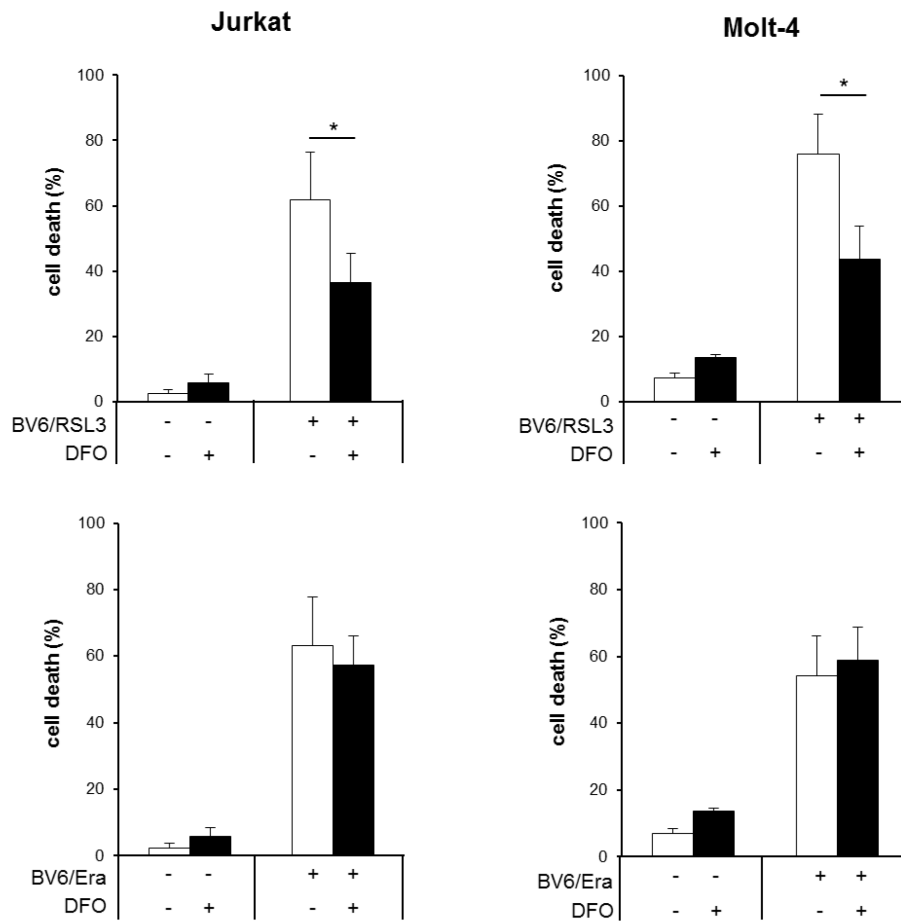 Jurkat
Molt-4
cell death (%)
100
80
60
40
20
0
*
BV6/RSL3 - - + +
DFO - + - +
cell death (%)
100
80
60
40
20
0
*
BV6/RSL3 - - + +
DFO - + - +
cell death (%)
100
80
60
40
20
0
BV6/Era - - + +
DFO - + - +
cell death (%)
100
80
60
40
20
0
BV6/Era - - + +
DFO - + - +